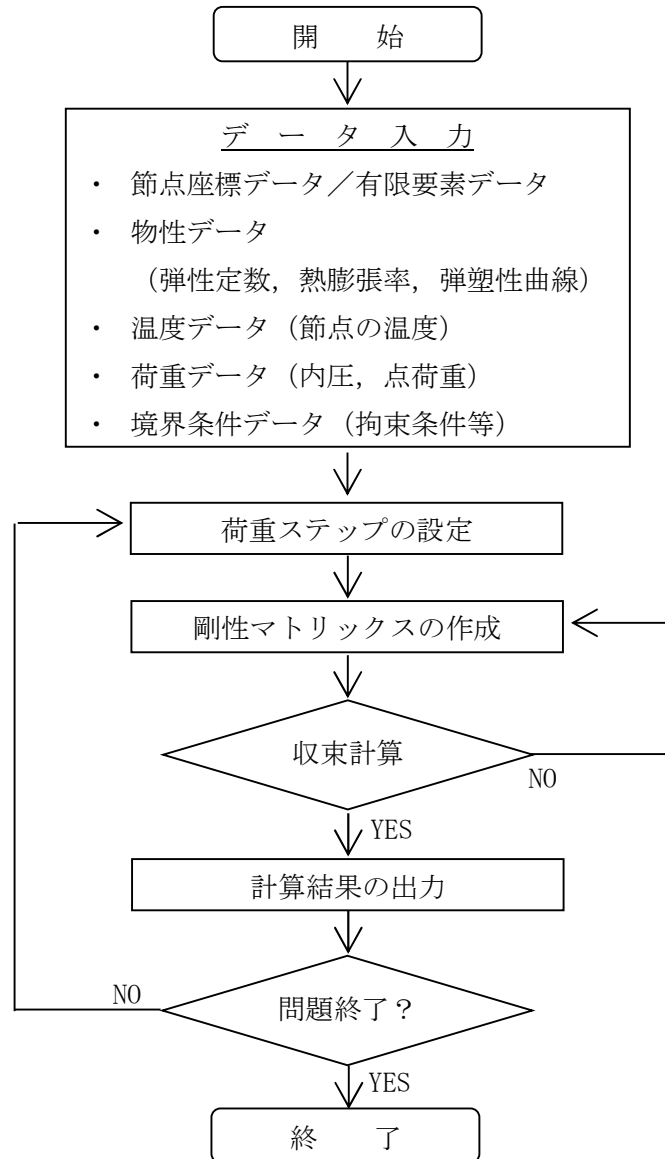 開　　始
デ　ー　タ　入　力
・　節点座標データ／有限要素データ
・　物性データ
（弾性定数，熱膨張率，弾塑性曲線）
・　温度データ（節点の温度）
・　荷重データ（内圧，点荷重）
・　境界条件データ（拘束条件等）
荷重ステップの設定
剛性マトリックスの作成
収束計算
NO
YES
計算結果の出力
NO
問題終了？
YES
終　　了